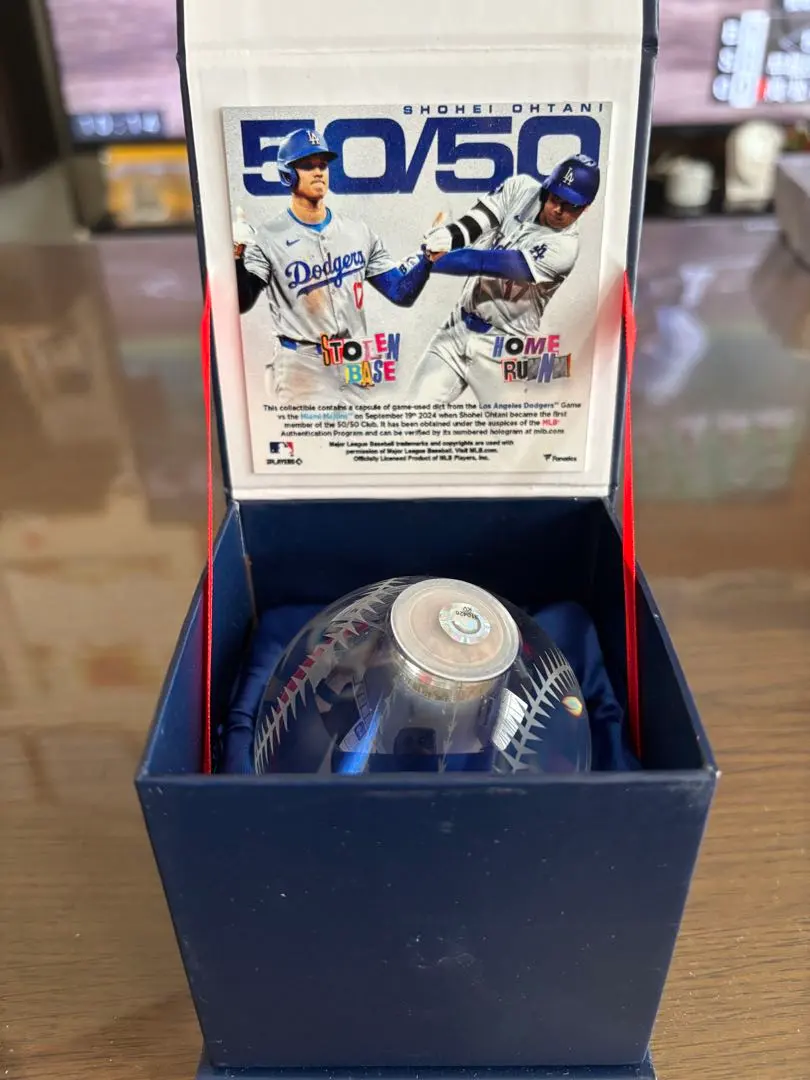 SHOHEI OHTANI
50/50
Dodgers
17
17
STOLEN
BASE
HOME
RUN
This collectible contains a capsule of game-used dirt from the Los Angeles Dodgers™ Game
vs the Miami Marlins™ on September 19th 2024 when Shohei Ohtani became the first
member of the 50/50 Club. It has been obtained under the auspices of the MLB®
Authentication Program and can be verified by its numbered hologram at mlb.com
Major League Baseball trademarks and copyrights are used with
permission of Major League Baseball. Visit MLB.com.
Officially Licensed Product of MLB Players, Inc.
PLAYERS
Fanatics